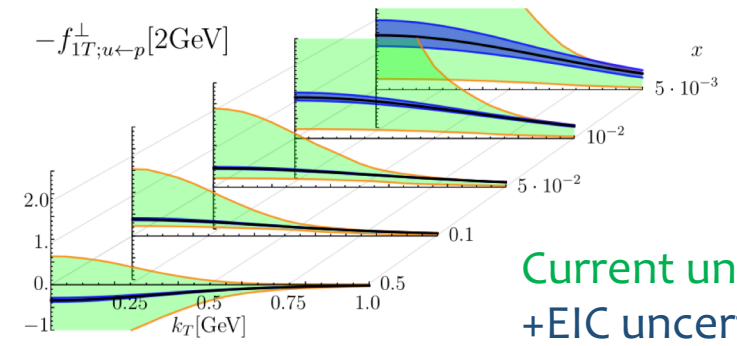 −f⊥1T;u←p[2GeV]
x
5 · 10−3
10−2
5 · 10−2
0.1
0.5
2.0
1.
0.
−1
0.25 0.5 0.75 1.0
kT[GeV]
Current un
+EIC uncer